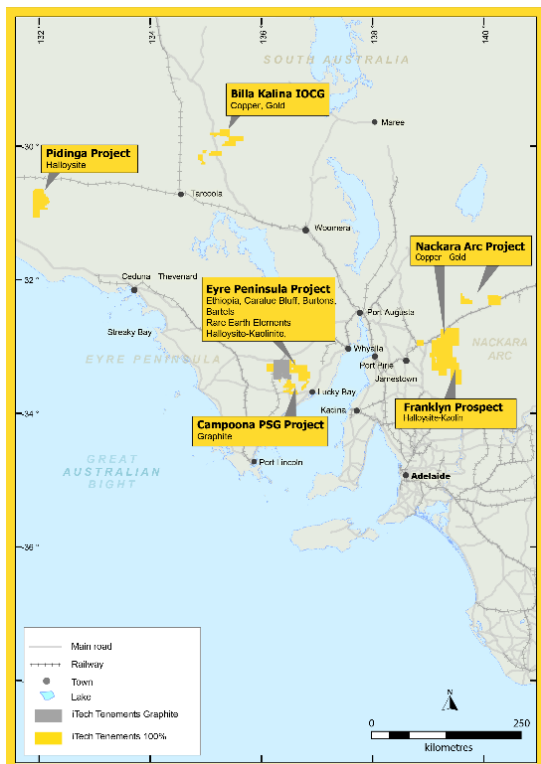 132°
134°
136°
138°
140°
SOUTH AUSTRALIA
Billa Kalina IOCG
Copper, Gold
Maree
-30°
Pidinga Project
Halloysite
Tarcoola
Woomera
Nackara Arc Project
Copper Gold
-32°
Ceduna Thevenard
Eyre Peninsula Project
Ethiopia, Caralue Bluff, Burtons,
Bartels
Rare Earth Elements
Halloysite-Kaolinite.
Port Augusta
Streaky Bay
Whyalla
NACKARA
ARC
EYRE PENINSULA
Port Pirie
Jamestown
Lucky Bay
Kadina
Franklyn Prospect
Halloysite-Kaolin
-34°
Campoona PSG Project
Graphite
GREAT
AUSTRALIAN
BIGHT
Port Lincoln
Adelaide
-36°
Main road
Railway
Town
Lake
iTech Tenements Graphite
iTech Tenements 100%
N
0 250
kilometres